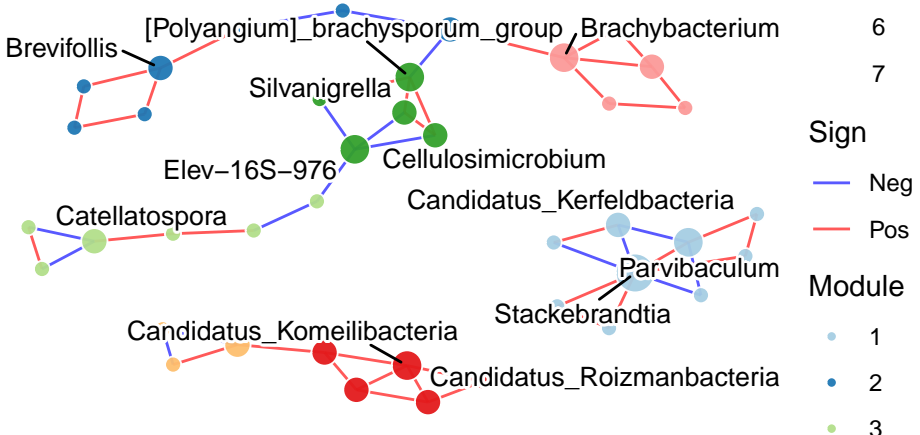 [Polyangium]_brachysporum_group
Brachybacterium
Brevifollis
Silvanigrella
Cellulosimicrobium
Elev−16S−976
Candidatus_Kerfeldbacteria
Catellatospora
Parvibaculum
Stackebrandtia
Candidatus_Komeilibacteria
Candidatus_Roizmanbacteria
6
7
Sign
Neg
Pos
Module
1
2
3